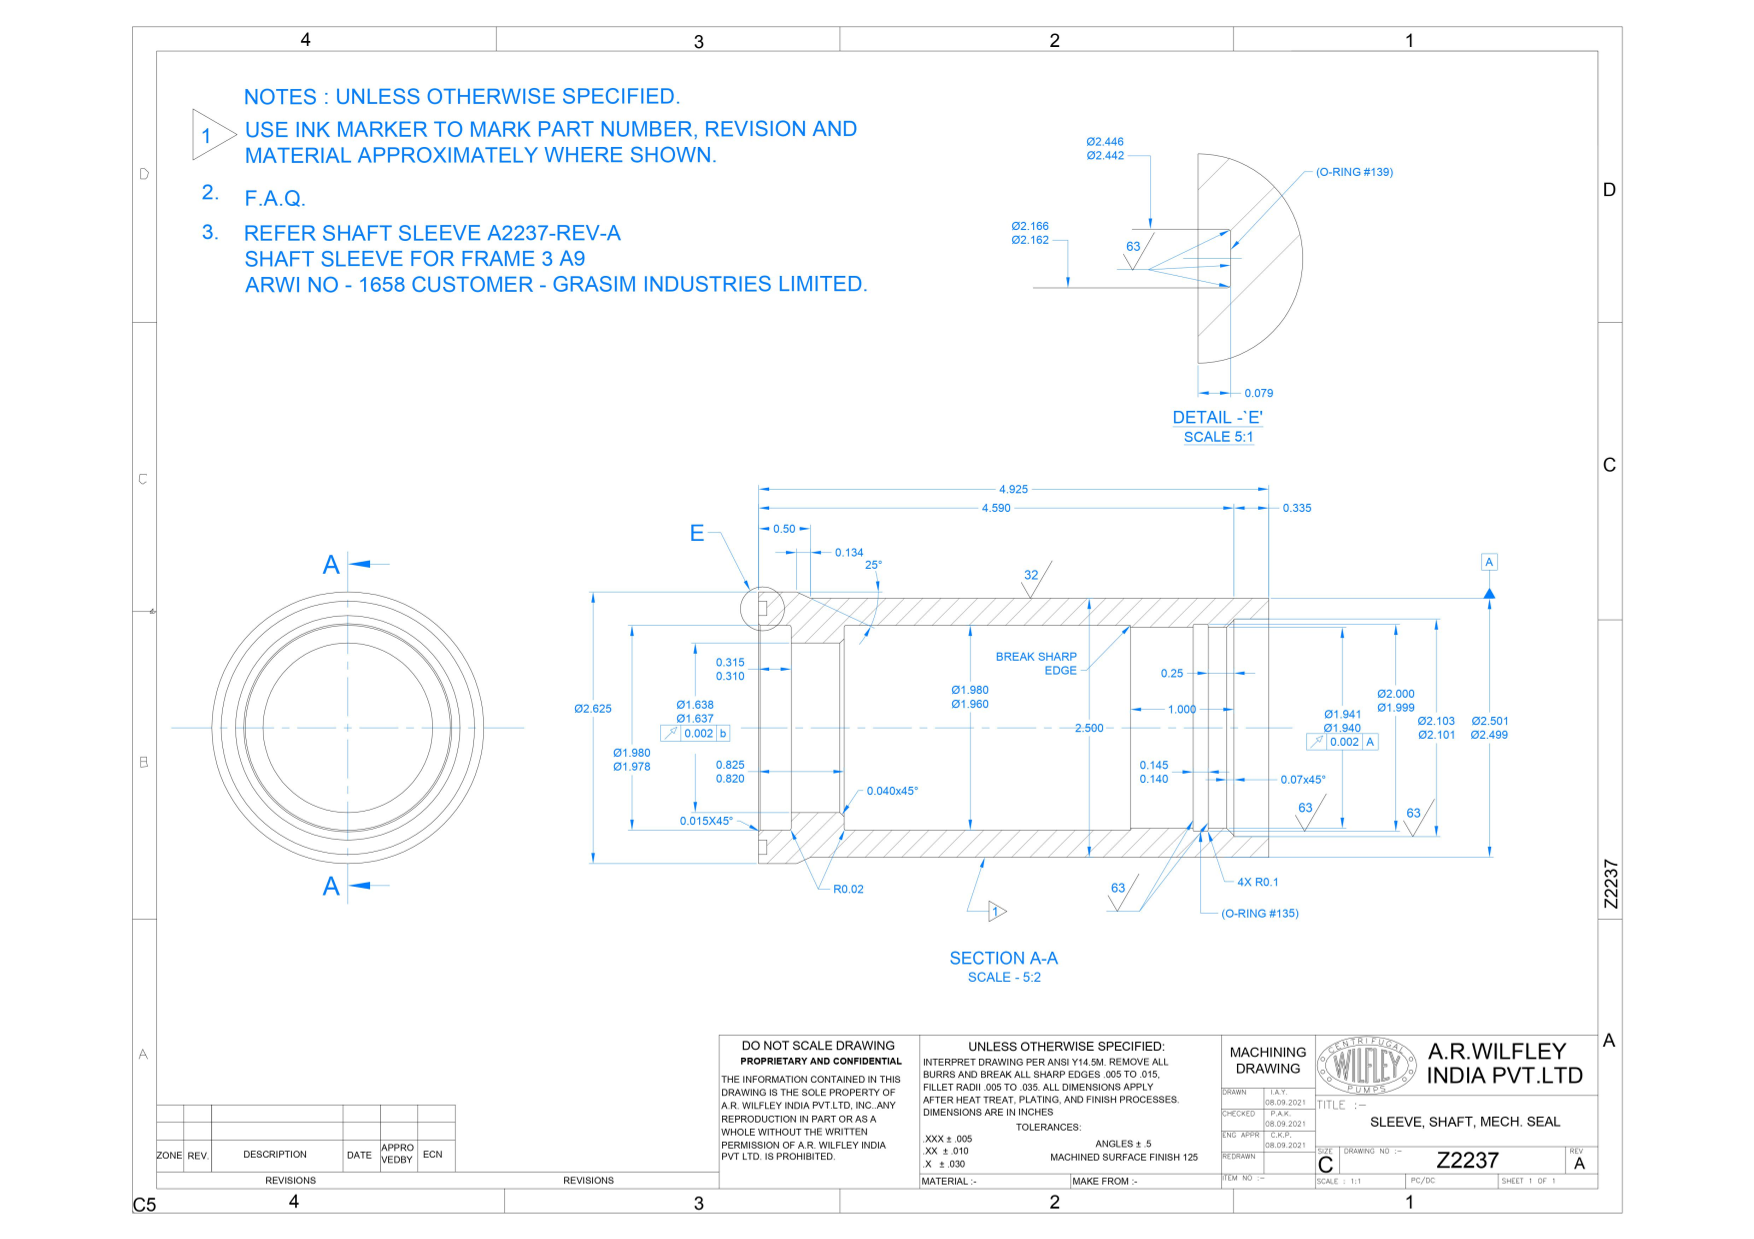 4
3
2
1
NOTES : UNLESS OTHERWISE SPECIFIED.
1
USE INK MARKER TO MARK PART NUMBER, REVISION AND
MATERIAL APPROXIMATELY WHERE SHOWN.
2. F.A.Q.
3. REFER SHAFT SLEEVE A2237-REV-A
SHAFT SLEEVE FOR FRAME 3 A9
ARWI NO - 1658 CUSTOMER - GRASIM INDUSTRIES LIMITED.
D
D
Ø2.446
Ø2.442
(O-RING #139)
Ø2.166
Ø2.162
63
0.079
DETAIL -`E'
SCALE 5:1
C
C
4.925
4.590
0.335
E
0.50
0.134
25°
32
A
A
A
BREAK SHARP
EDGE
0.315
0.310
0.25
Ø2.625
Ø1.638
Ø1.637
0.002 b
Ø1.980
Ø1.978
Ø1.980
Ø1.960
1.000
2.500
Ø1.941
Ø1.940
0.002 A
Ø2.000
Ø1.999
Ø2.103
Ø2.101
Ø2.501
Ø2.499
0.825
0.820
0.145
0.140
0.07x45°
0.040x45°
0.015X45°
63
63
R0.02
63
4X R0.1
1
(O-RING #135)
B
Z2237
SECTION A-A
SCALE - 5:2
A
A
ZONE REV. DESCRIPTION DATE APPRO
VEDBY ECN
REVISIONS
REVISIONS
DO NOT SCALE DRAWING
PROPRIETARY AND CONFIDENTIAL
THE INFORMATION CONTAINED IN THIS
DRAWING IS THE SOLE PROPERTY OF
A.R. WILFLEY INDIA PVT.LTD, INC..ANY
REPRODUCTION IN PART OR AS A
WHOLE WITHOUT THE WRITTEN
PERMISSION OF A.R. WILFLEY INDIA
PVT LTD. IS PROHIBITED.
UNLESS OTHERWISE SPECIFIED:
INTERPRET DRAWING PER ANSI Y14.5M. REMOVE ALL
BURRS AND BREAK ALL SHARP EDGES .005 TO .015,
FILLET RADII .005 TO .035. ALL DIMENSIONS APPLY
AFTER HEAT TREAT, PLATING, AND FINISH PROCESSES.
DIMENSIONS ARE IN INCHES
TOLERANCES:
.XXX ± .005
.XX ± .010
.X ± .030
ANGLES ± .5
MACHINED SURFACE FINISH 125
MATERIAL :-
MAKE FROM :-
MACHINING
DRAWING
DRAWN I.A.Y.
08.09.2021
CHECKED P.A.K.
08.09.2021
ENG APPR C.K.P.
08.09.2021
REDRAWN
ITEM NO :-
CENTRIFUGAL
WILFLEY
PUMPS
A.R.WILFLEY
INDIA PVT.LTD
TITLE :-
SLEEVE, SHAFT, MECH. SEAL
SIZE
C
DRAWING NO :-
Z2237
REV
A
SCALE : 1:1
PC/DC
SHEET 1 OF 1
C5
4
3
2
1